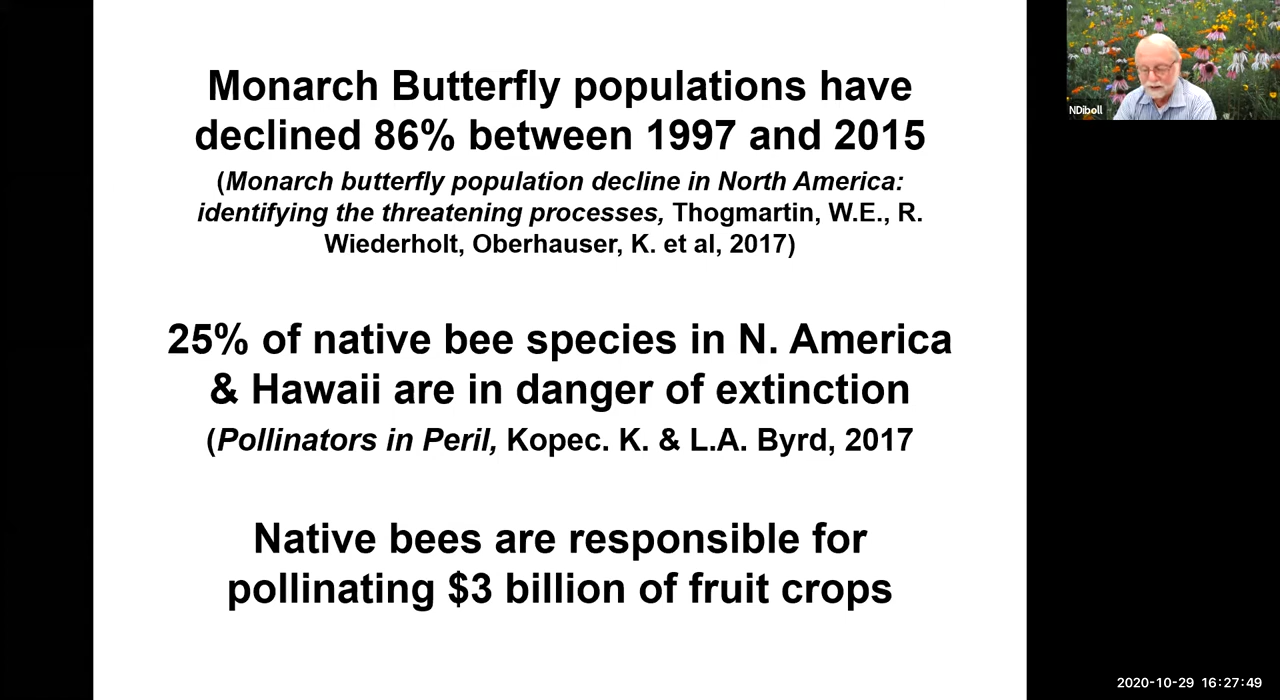 Monarch Butterfly populations have
declined 86% between 1997 and 2015
(Monarch butterfly population decline in North America:
identifying the threatening processes, Thogmartin, W.E., R.
Wiederholt, Oberhauser, K. et al, 2017)
25% of native bee species in N. America
& Hawaii are in danger of extinction
(Pollinators in Peril, Kopec. K. & L.A. Byrd, 2017
Native bees are responsible for
pollinating $3 billion of fruit crops
NDiboll
2020-10-29 16:27:49